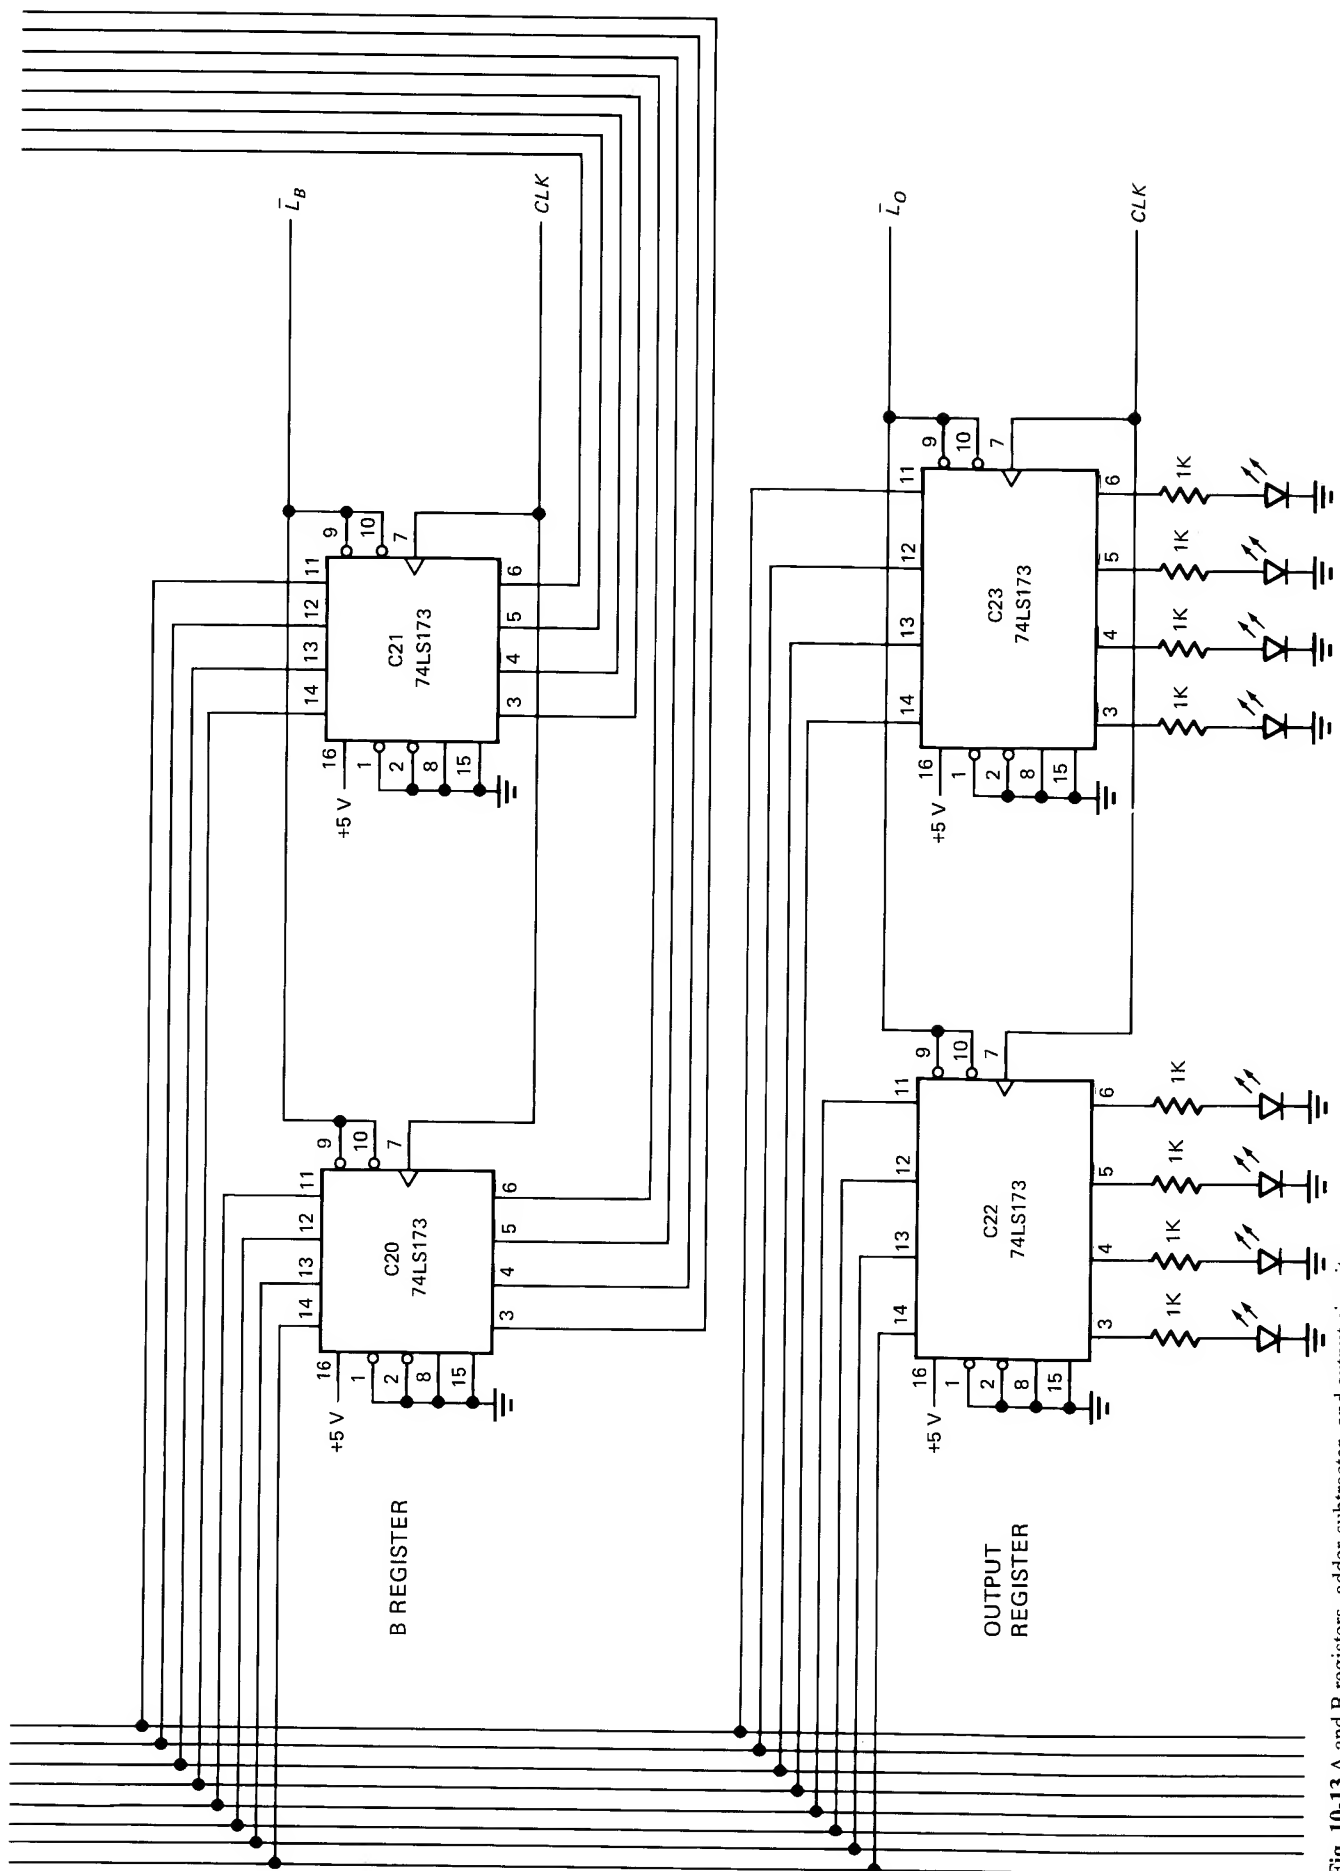 B REGISTER
+5 V
16
14
13
12
11
1
2
8
15
C20
74LS173
9
10
7
3
4
5
6
+5 V
16
14
13
12
11
1
2
8
15
C21
74LS173
9
10
7
3
4
5
6
L̄B
CLK
OUTPUT
REGISTER
+5 V
16
14
13
12
11
1
2
8
15
C22
74LS173
9
10
7
3
4
5
6
1K
1K
1K
1K
+5 V
16
14
13
12
11
1
2
8
15
C23
74LS173
9
10
7
3
4
5
6
1K
1K
1K
1K
L̄O
CLK
Fig. 10-13 A and B registers, adder-subtracter, and output